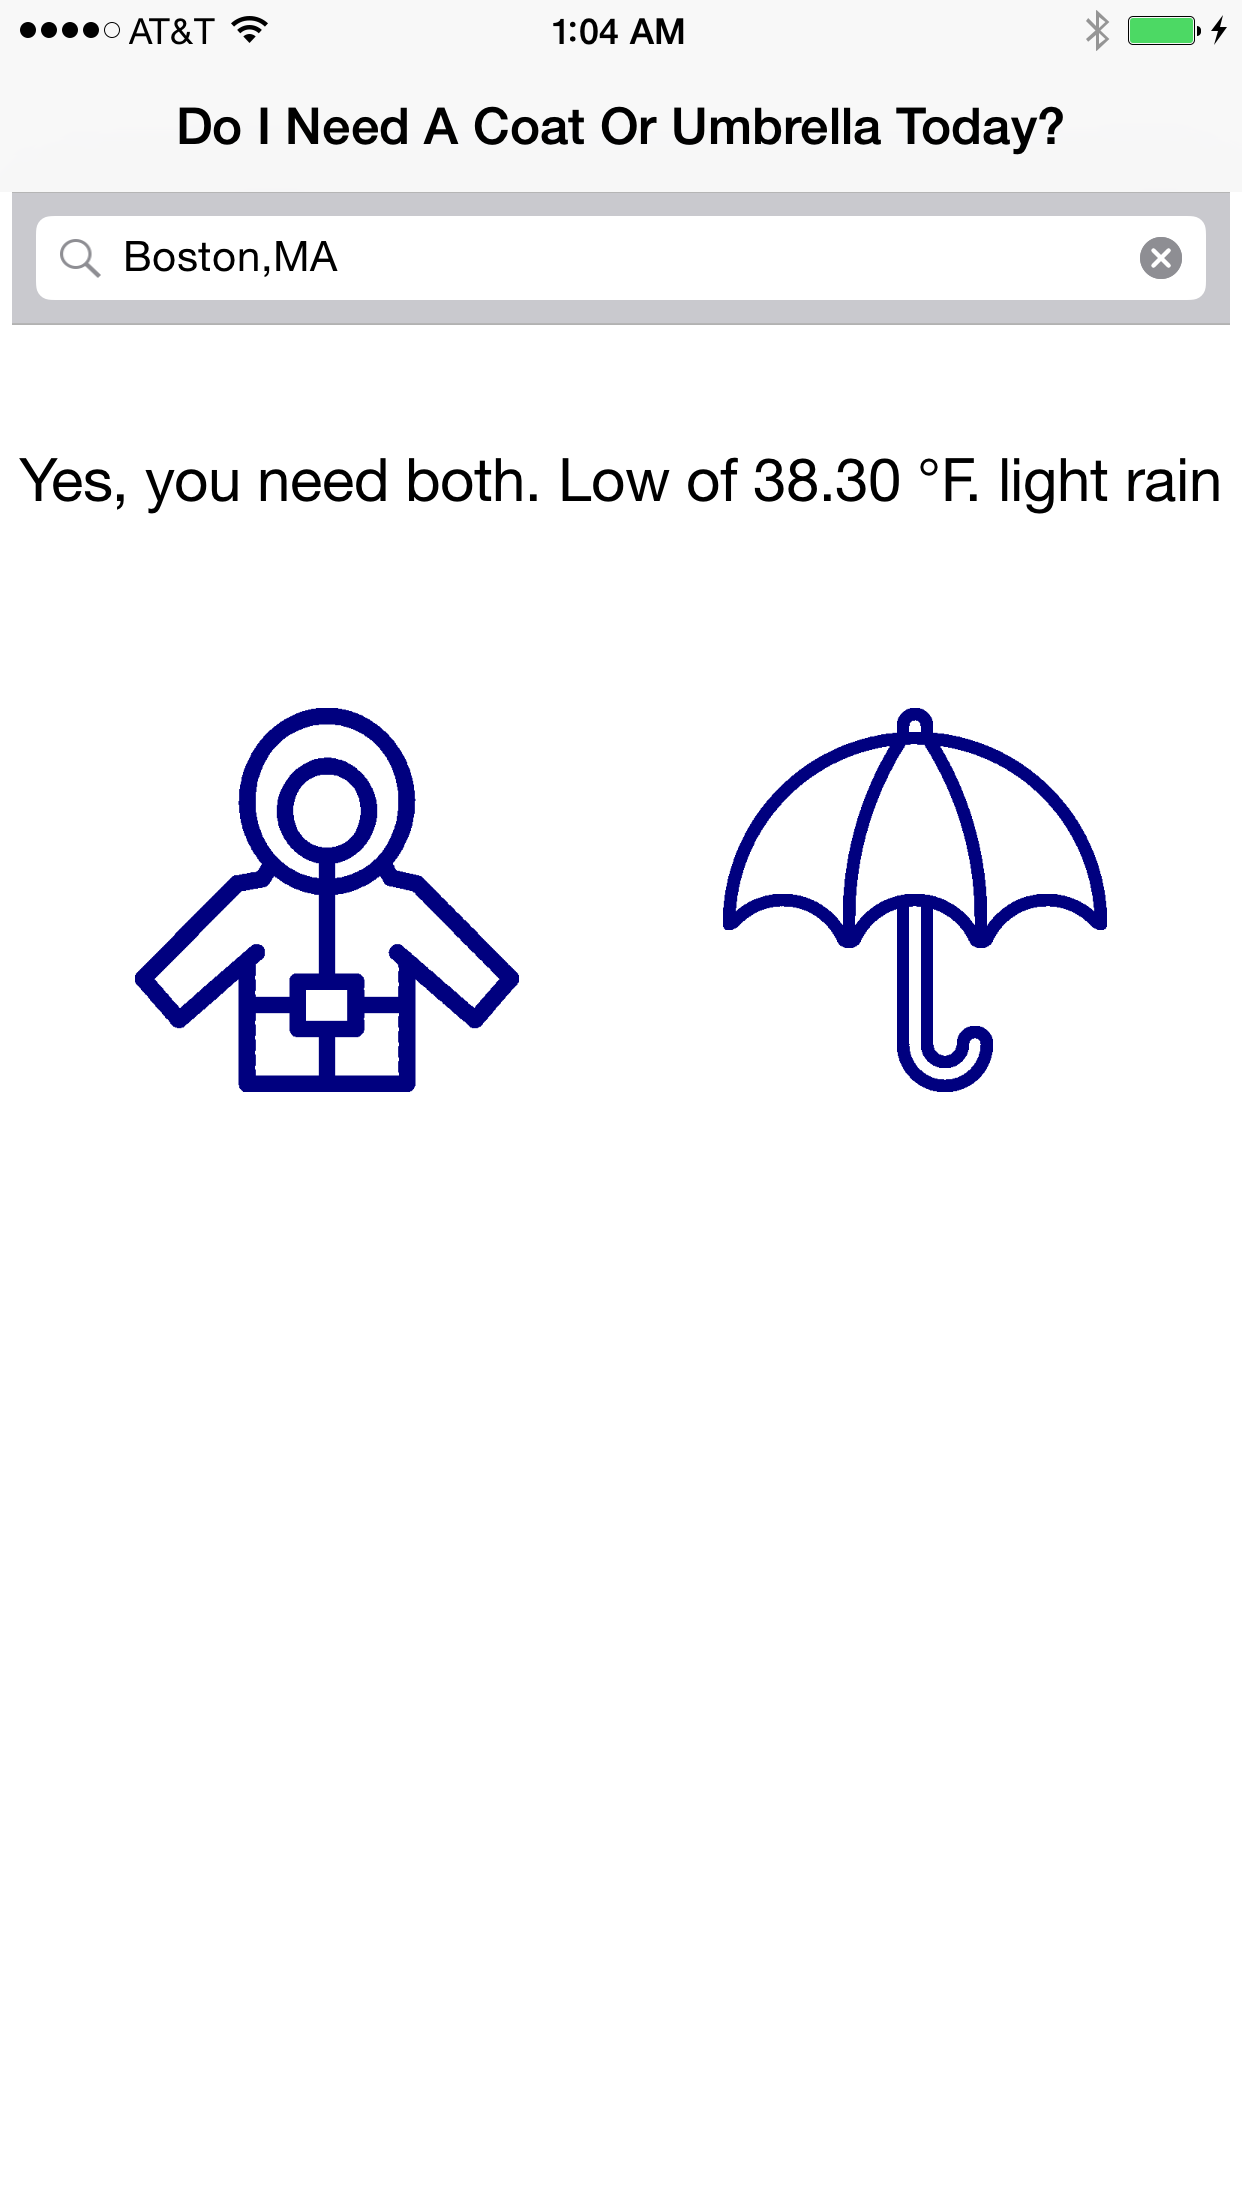 AT&T 1:04 AM
Do I Need A Coat Or Umbrella Today?
Boston,MA
Yes, you need both. Low of 38.30 °F. light rain